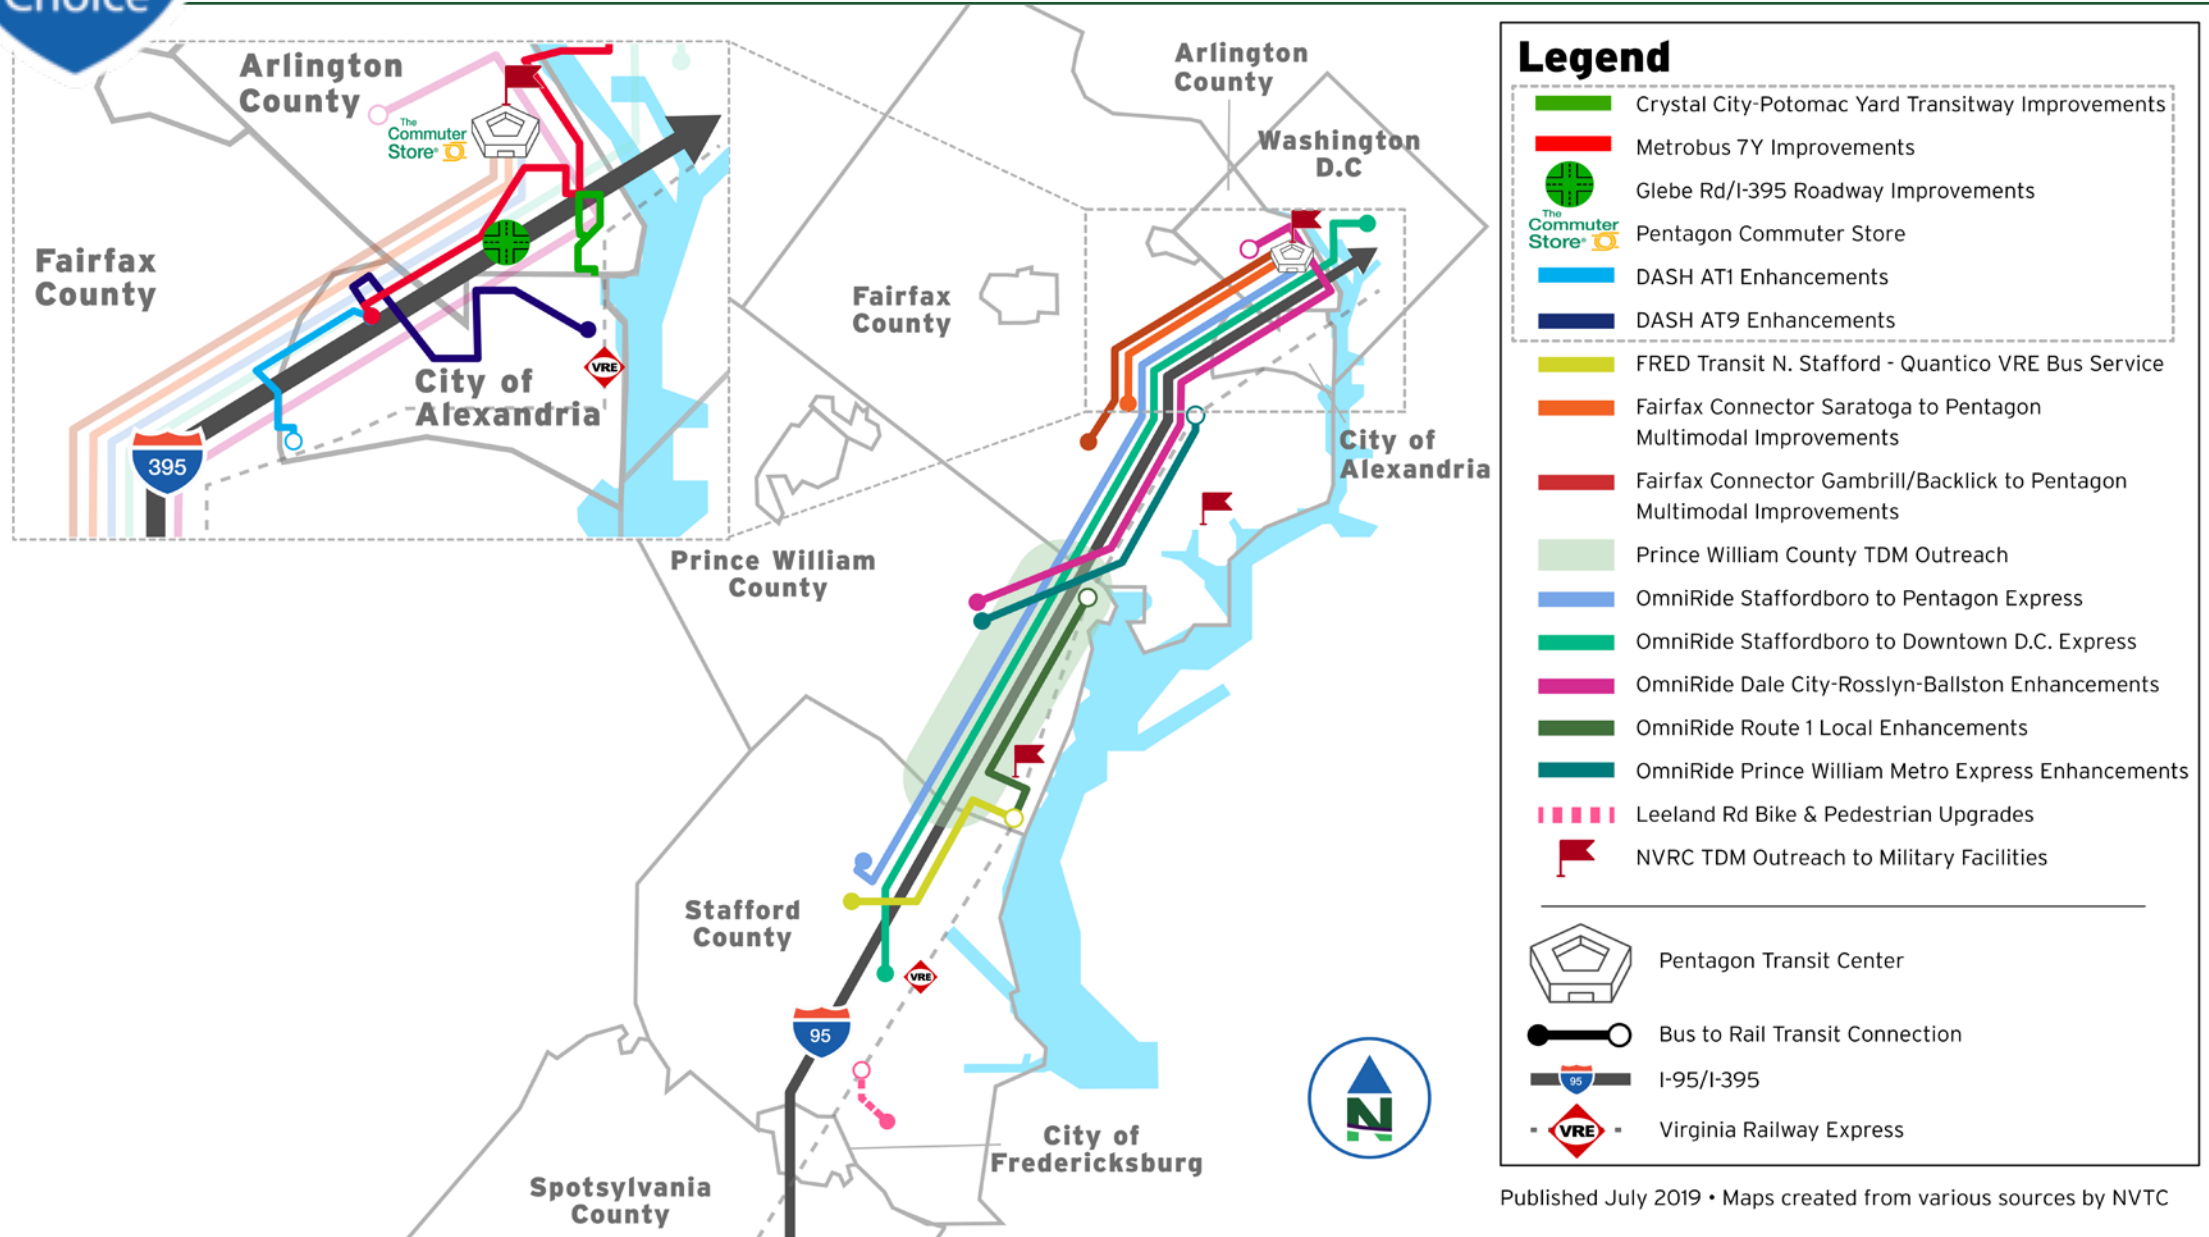 Choice
Arlington
County
The
Commuter
Store
Fairfax
County
City of
Alexandria
VRE
395
Arlington
County
Washington
D.C
Fairfax
County
City of
Alexandria
Prince William
County
Stafford
County
VRE
95
City of
Fredericksburg
Spotsylvania
County
N
Legend
Crystal City-Potomac Yard Transitway Improvements
Metrobus 7Y Improvements
Glebe Rd/I-395 Roadway Improvements
The
Commuter
Store
Pentagon Commuter Store
DASH AT1 Enhancements
DASH AT9 Enhancements
FRED Transit N. Stafford - Quantico VRE Bus Service
Fairfax Connector Saratoga to Pentagon
Multimodal Improvements
Fairfax Connector Gambrill/Backlick to Pentagon
Multimodal Improvements
Prince William County TDM Outreach
OmniRide Staffordboro to Pentagon Express
OmniRide Staffordboro to Downtown D.C. Express
OmniRide Dale City-Rosslyn-Ballston Enhancements
OmniRide Route 1 Local Enhancements
OmniRide Prince William Metro Express Enhancements
Leeland Rd Bike & Pedestrian Upgrades
NVRC TDM Outreach to Military Facilities
Pentagon Transit Center
Bus to Rail Transit Connection
95
I-95/I-395
VRE
Virginia Railway Express
Published July 2019 • Maps created from various sources by NVTC